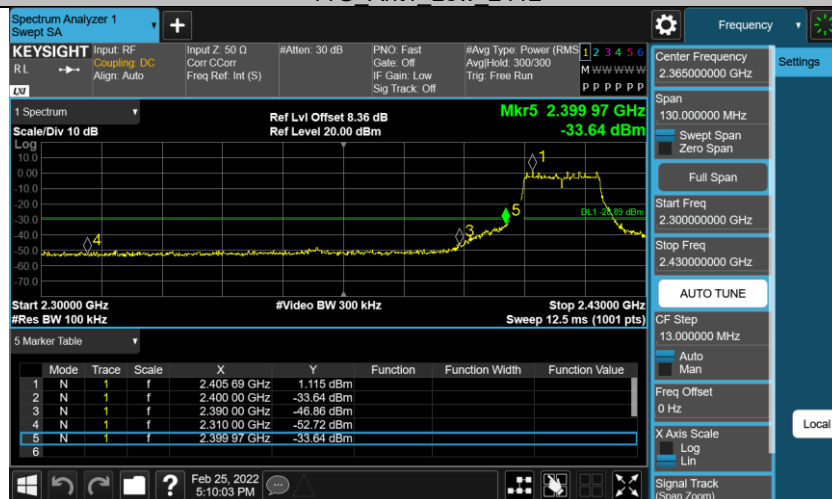 Spectrum Analyzer 1
Swept SA
+
Frequency
KEYSIGHT Input: RF Input Z: 50 Ω #Atten: 30 dB PNO: Fast #Avg Type: Power (RMS 1 2 3 4 5 6
RL Coupling: DC Corr CCorr Gate: Off Avg|Hold: 300/300 M W W W W W
Align: Auto Freq Ref: Int (S) IF Gain: Low Trig: Free Run
LXI Sig Track: Off P P P P P P
1 Spectrum
Scale/Div 10 dB
Ref Lvl Offset 8.36 dB
Ref Level 20.00 dBm
Mkr5 2.399 97 GHz
-33.64 dBm
Log
10.0
0.00
-10.0
-20.0
-30.0
-40.0
-50.0
-60.0
-70.0
1
5
3
4
Start 2.30000 GHz #Video BW 300 kHz Stop 2.43000 GHz
#Res BW 100 kHz Sweep 12.5 ms (1001 pts)
5 Marker Table
Mode Trace Scale X Y Function Function Width Function Value
1 N 1 f 2.405 69 GHz 1.115 dBm
2 N 1 f 2.400 00 GHz -33.64 dBm
3 N 1 f 2.390 00 GHz -46.86 dBm
4 N 1 f 2.310 00 GHz -52.72 dBm
5 N 1 f 2.399 97 GHz -33.64 dBm
6
Feb 25, 2022
5:10:03 PM
Center Frequency
2.365000000 GHz
Span
130.000000 MHz
Swept Span
Zero Span
Full Span
Start Freq
2.300000000 GHz
Stop Freq
2.430000000 GHz
AUTO TUNE
CF Step
13.000000 MHz
Auto
Man
Freq Offset
0 Hz
X Axis Scale
Log
Lin
Signal Track
(Span Zoom)
Settings
Local